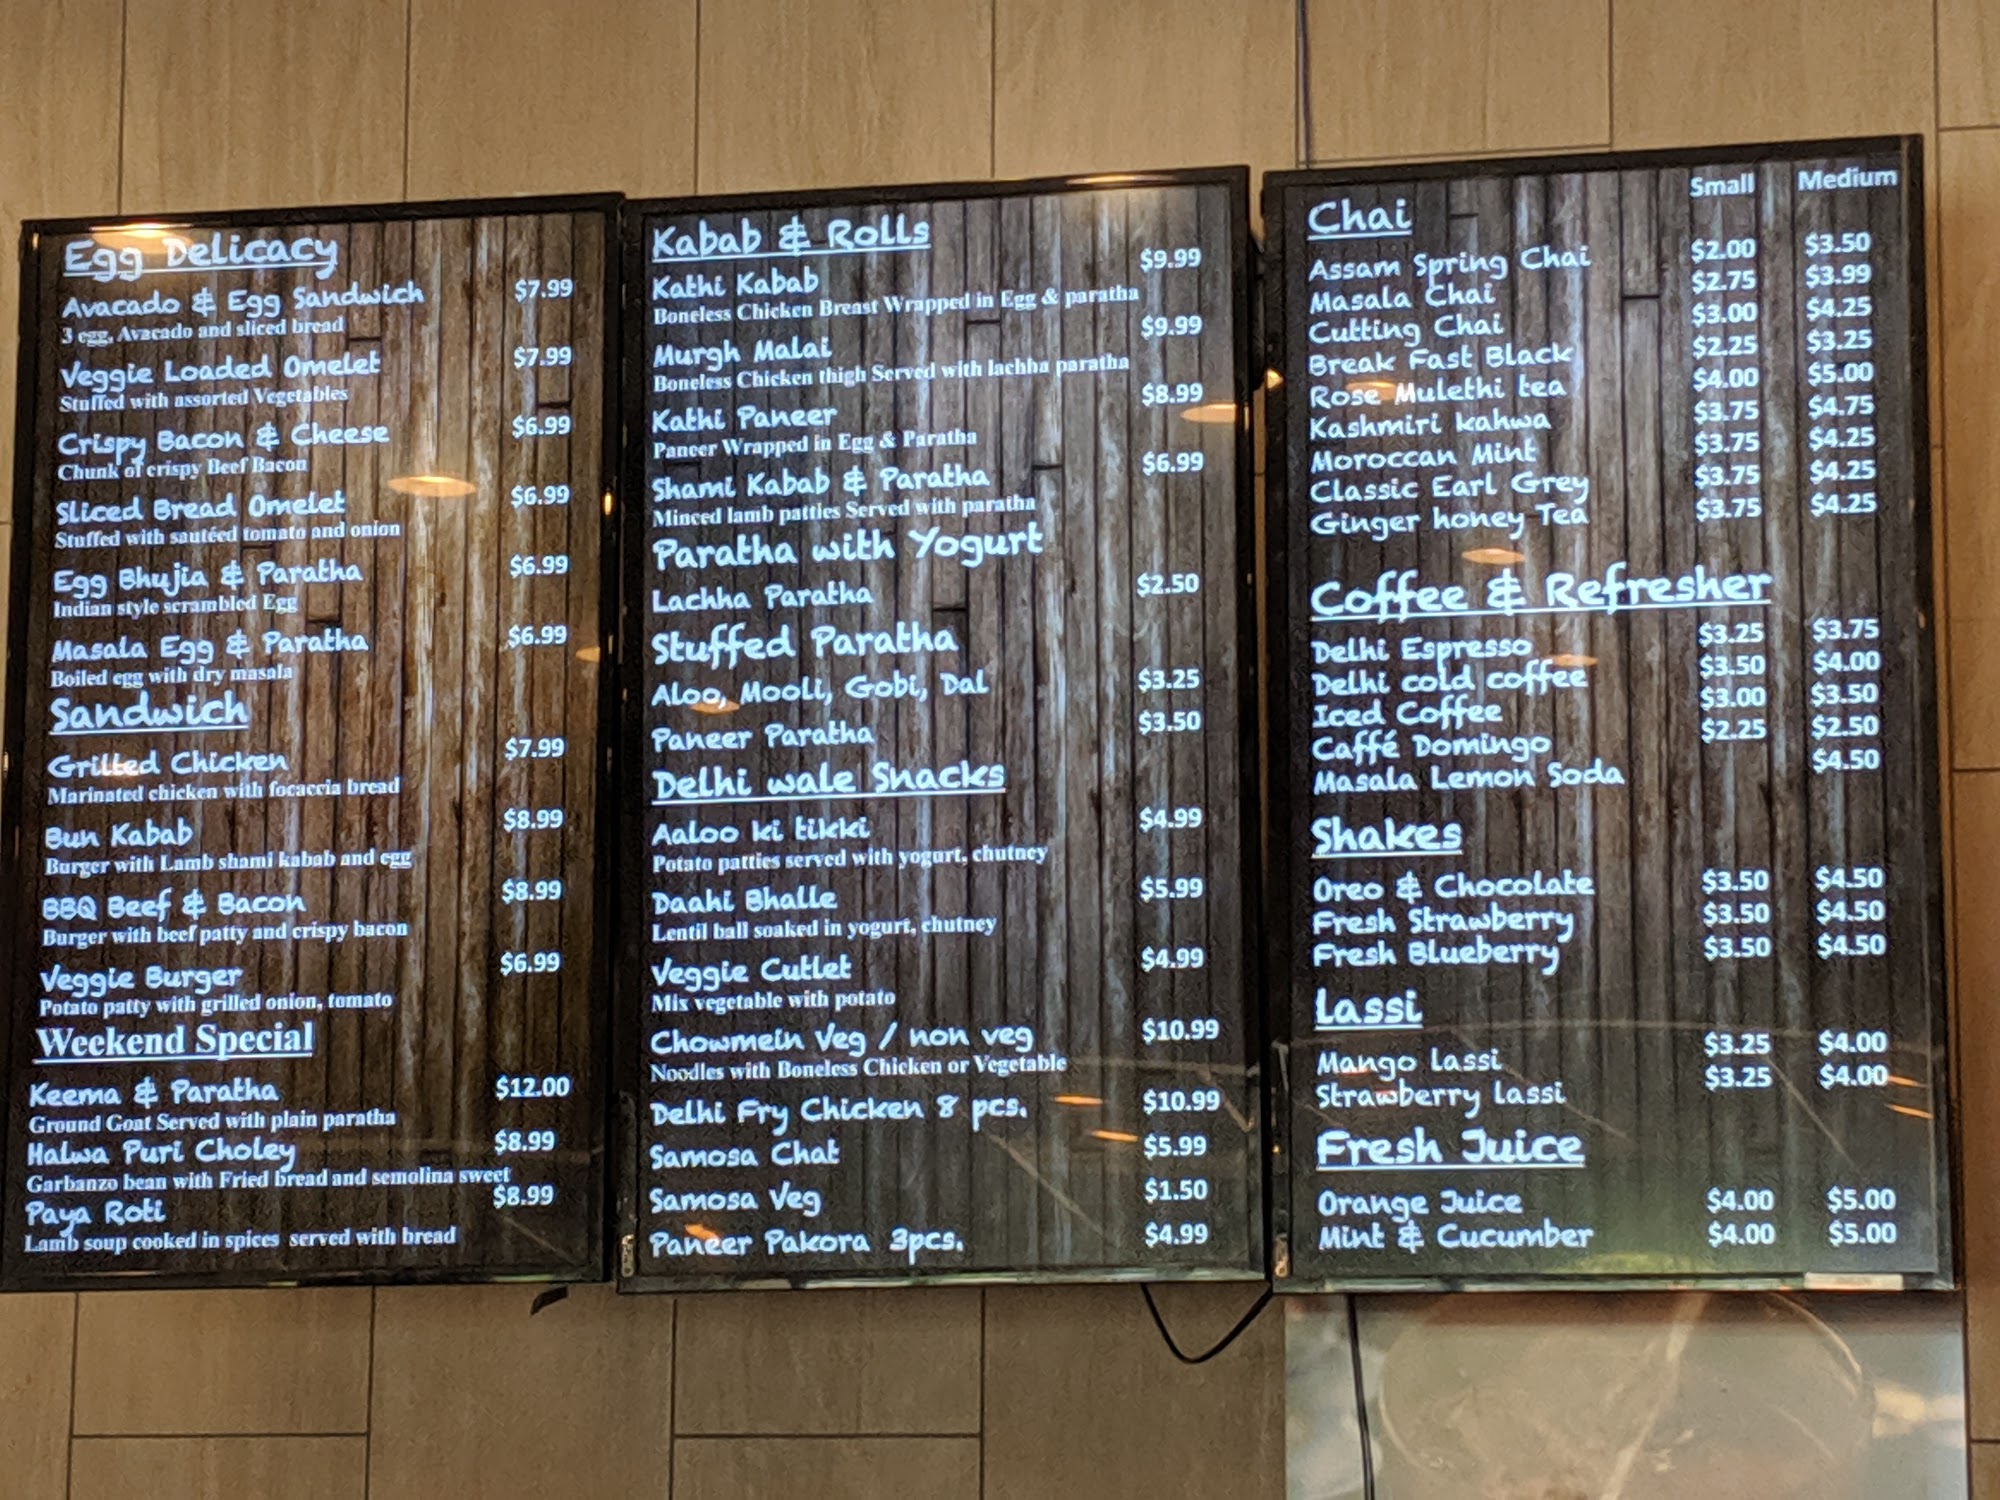 Egg Delicacy
Avacado & Egg Sandwich $7.99
3 egg, Avacado and sliced bread
Veggie Loaded Omelet $7.99
Stuffed with assorted Vegetables
Crispy Bacon & Cheese $6.99
Chunk of crispy Beef Bacon
Sliced Bread Omelet $6.99
Stuffed with sautéed tomato and onion
Egg Bhujia & Paratha $6.99
Indian style scrambled Egg
Masala Egg & Paratha $6.99
Boiled egg with dry masala
Sandwich
Grilled Chicken $7.99
Marinated chicken with focaccia bread
Bun Kabab $8.99
Burger with Lamb shami kabab and egg
BBQ Beef & Bacon $8.99
Burger with beef patty and crispy bacon
Veggie Burger $6.99
Potato patty with grilled onion, tomato
Weekend Special
Keema & Paratha $12.00
Ground Goat Served with plain paratha
Halwa Puri Choley $8.99
Garbanzo bean with Fried bread and semolina sweet
Paya Roti $8.99
Lamb soup cooked in spices served with bread
Kabab & Rolls
Kathi Kabab $9.99
Boneless Chicken Breast Wrapped in Egg & paratha
Murgh Malai $9.99
Boneless Chicken thigh Served with lachha paratha
Kathi Paneer $8.99
Paneer Wrapped in Egg & Paratha
Shami Kabab & Paratha $6.99
Minced lamb patties Served with paratha
Paratha with Yogurt
Lachha Paratha $2.50
Stuffed Paratha
Aloo, Mooli, Gobi, Dal $3.25
Paneer Paratha $3.50
Delhi wale Snacks
Aaloo ki tikki $4.99
Potato patties served with yogurt, chutney
Daahi Bhalle $5.99
Lentil ball soaked in yogurt, chutney
Veggie Cutlet $4.99
Mix vegetable with potato
Chowmein Veg / non veg $10.99
Noodles with Boneless Chicken or Vegetable
Delhi Fry Chicken 8 pcs. $10.99
Samosa Chat $5.99
Samosa Veg $1.50
Paneer Pakora 3pcs. $4.99
Small Medium
Chai
Assam Spring Chai $2.00 $3.50
Masala Chai $2.75 $3.99
Cutting Chai $3.00 $4.25
Break Fast Black $2.25 $3.25
Rose Mulethi tea $4.00 $5.00
Kashmiri kahwa $3.75 $4.75
Moroccan Mint $3.75 $4.25
Classic Earl Grey $3.75 $4.25
Ginger honey Tea $3.75 $4.25
Coffee & Refresher
Delhi Espresso $3.25 $3.75
Delhi cold coffee $3.50 $4.00
Iced Coffee $3.00 $3.50
Caffé Domingo $2.25 $2.50
Masala Lemon Soda $4.50
Shakes
Oreo & Chocolate $3.50 $4.50
Fresh Strawberry $3.50 $4.50
Fresh Blueberry $3.50 $4.50
Lassi
Mango lassi $3.25 $4.00
Strawberry lassi $3.25 $4.00
Fresh Juice
Orange Juice $4.00 $5.00
Mint & Cucumber $4.00 $5.00